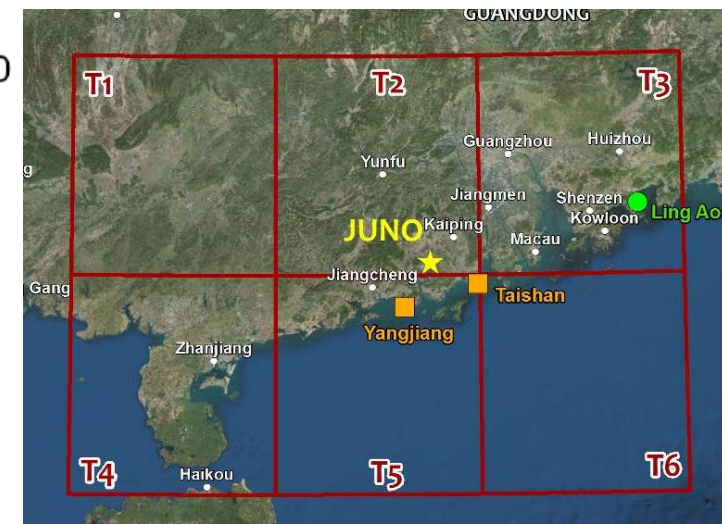 GUANGDONG
T1
T2
T3
Guangzhou
Huizhou
Yunfu
Jiangmen
Shenzen
Ling Ao
JUNO
Kaiping
Kowloon
Macau
Jiangcheng
Gang
Taishan
Yangjiang
Zhanjiang
T4
Haikou
T5
T6